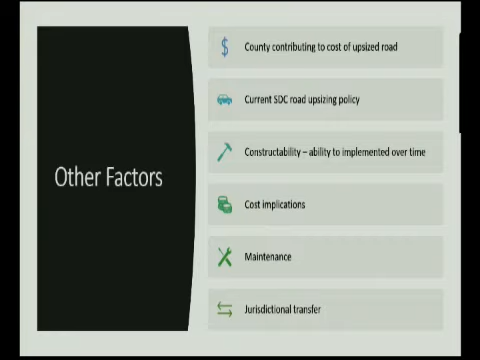 Other Factors
County contributing to cost of upsized road
Current SDC road upsizing policy
Constructability – ability to implemented over time
Cost implications
Maintenance
Jurisdictional transfer